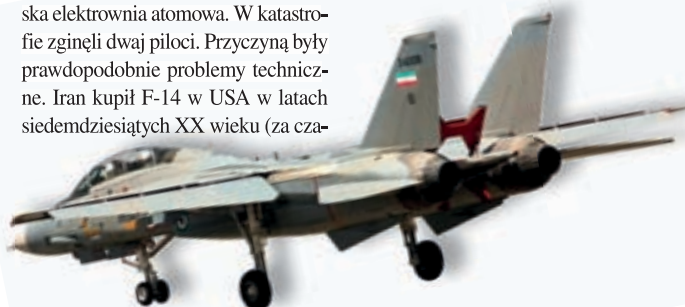 ska elektrownia atomowa. W katastro-
fie zginęli dwaj piloci. Przyczyną były
prawdopodobnie problemy technicz-
ne. Iran kupił F-14 w USA w latach
siedemdziesiątych XX wieku (za cza-